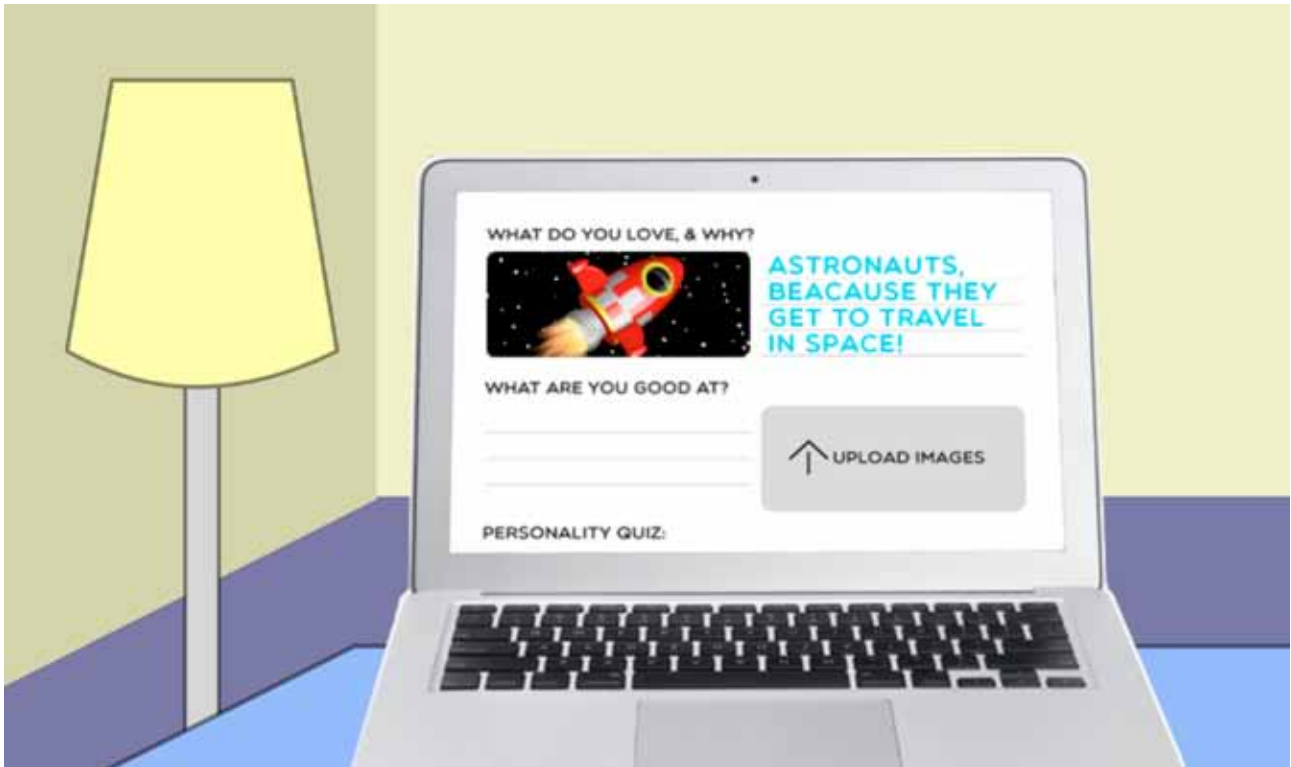 WHAT DO YOU LOVE, & WHY?
ASTRONAUTS,
BEACAUSE THEY
GET TO TRAVEL
IN SPACE!
WHAT ARE YOU GOOD AT?
UPLOAD IMAGES
PERSONALITY QUIZ: